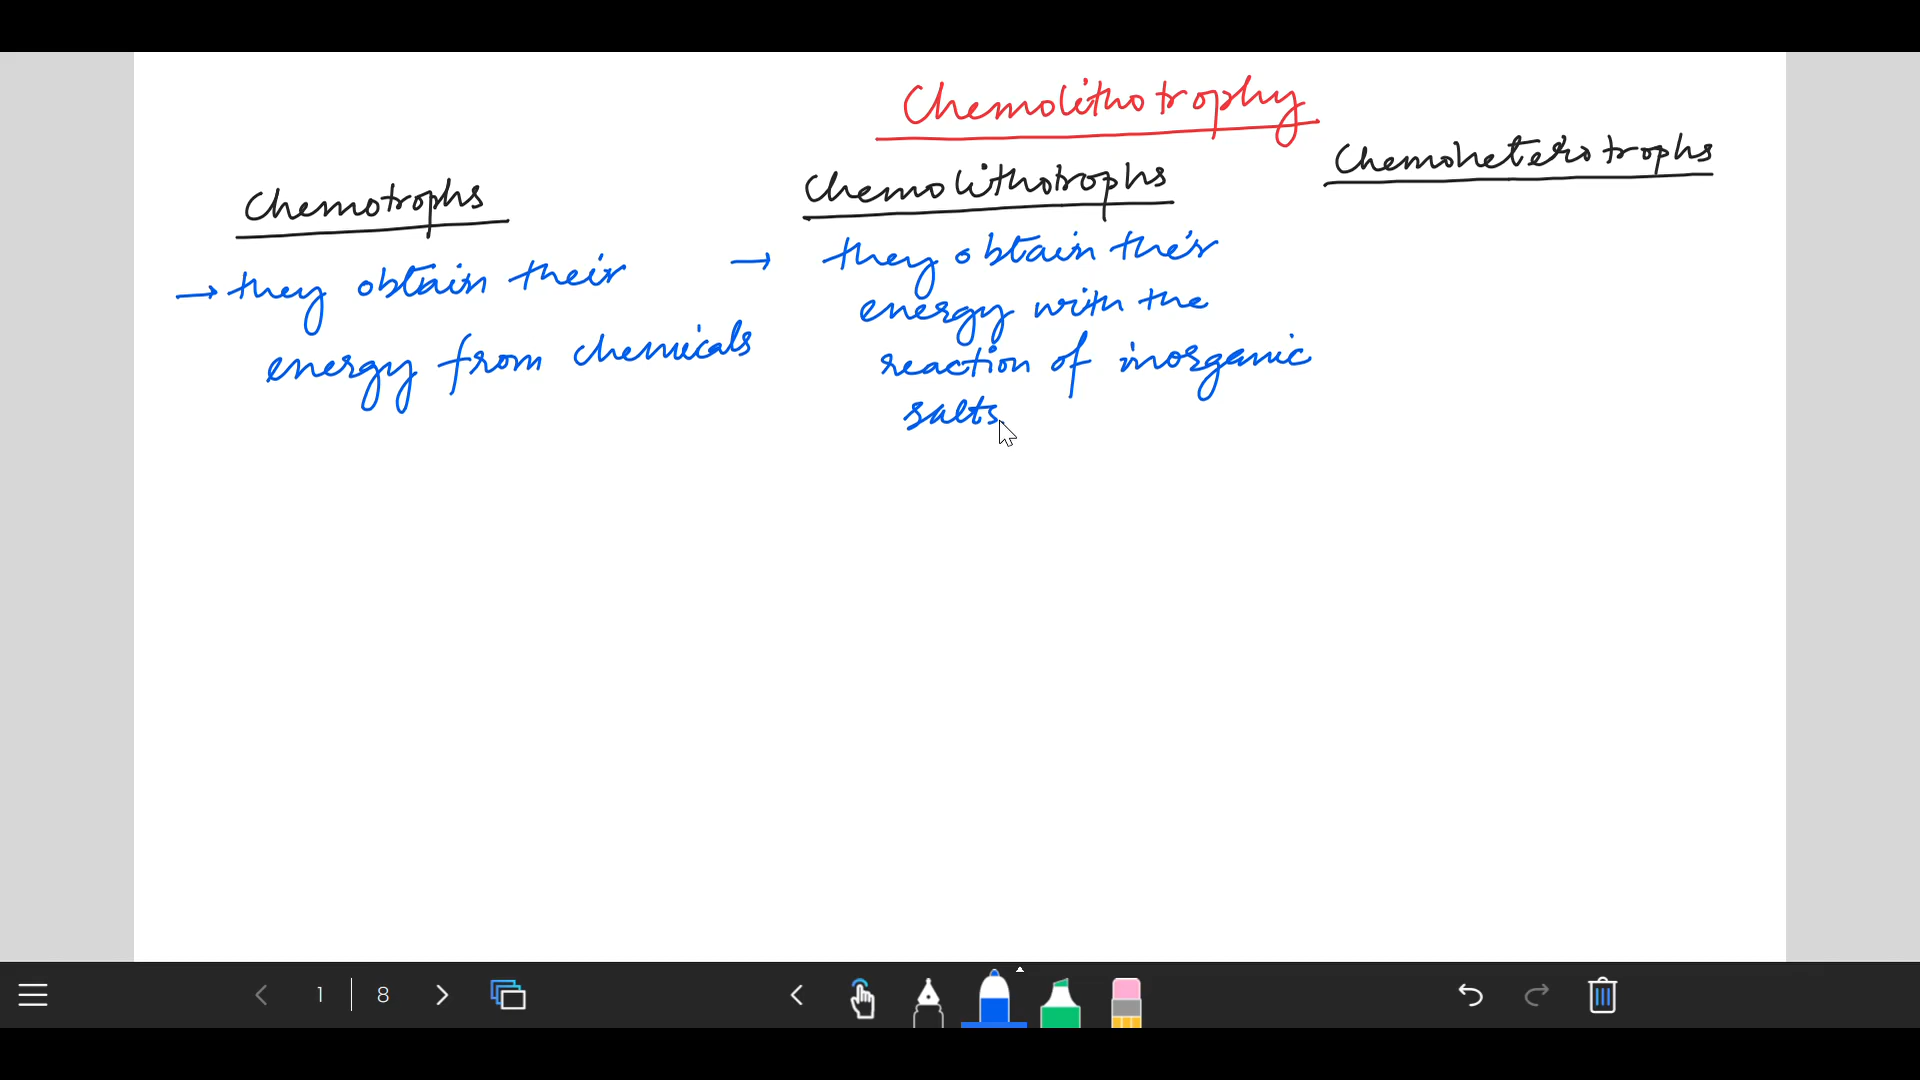 Chemolithotrophy
Chemotrophs
→ they obtain their
energy from chemicals
Chemolithotrophs
→ they obtain their
energy with the
reaction of inorganic
salts
Chemoheterotrophs
1 | 8